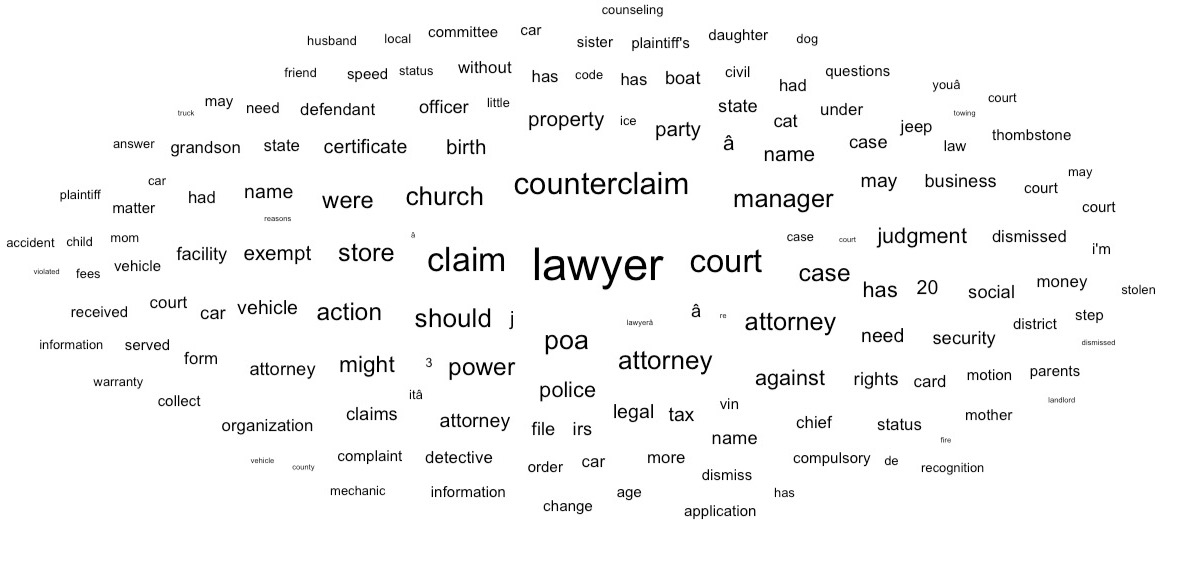 counseling
husband local committee car sister plaintiff's daughter dog
friend speed status without has code has boat civil had questions youâ
truck may need defendant officer little property ice party state cat under jeep towing court
answer grandson state certificate birth â name case law thombstone
plaintiff car matter had name were church counterclaim manager may business court may court
reasons
accident child mom facility exempt store â claim lawyer court case court judgment dismissed i'm
violated fees vehicle case has 20 social money stolen
received court car vehicle action should j lawyerâ â re attorney need security district step
information served form attorney might 3 power poa attorney against rights card motion parents dismissed
warranty collect itâ police landlord
organization claims attorney file irs legal tax vin name chief status mother
vehicle county complaint detective order car more dismiss compulsory de fire recognition
mechanic information change age application has